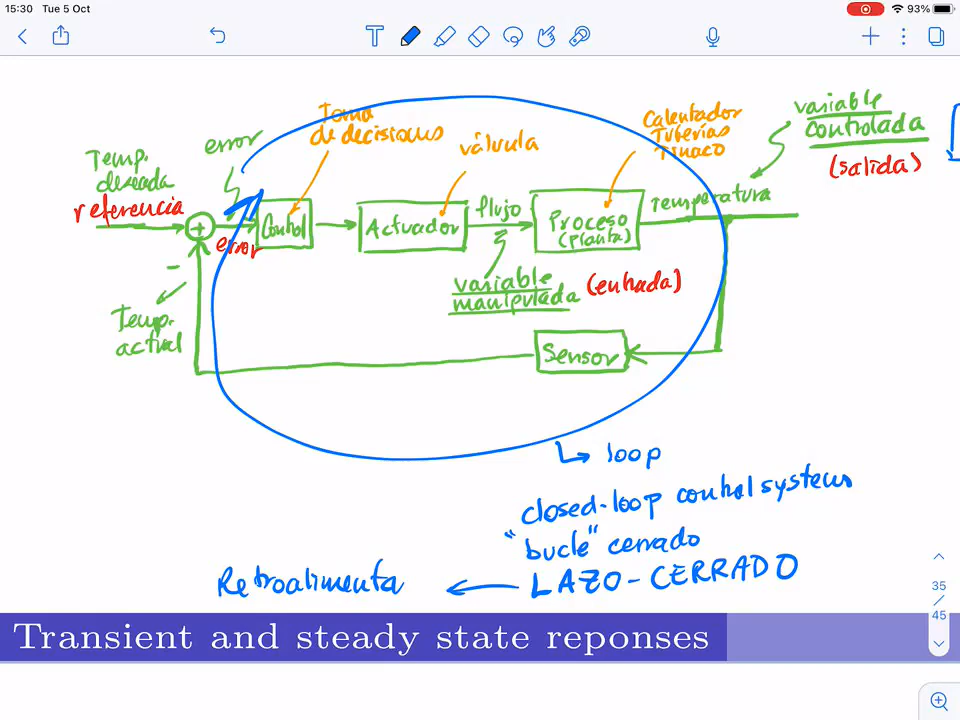 15:30 Tue 5 Oct
93%
Toma
de decisiones
error
válvula
Calentador
Tuberías
Tinaco
variable
controlada
(salida)
Temp.
deseada
referencia
+
error
Control
Actuador
flujo
Proceso
(planta)
temperatura
-
Temp.
actual
variable
manipulada
(entrada)
Sensor
loop
closed-loop control systems
"bucle" cerrado
LAZO-CERRADO
Retroalimenta
35
/
45
Transient and steady state reponses